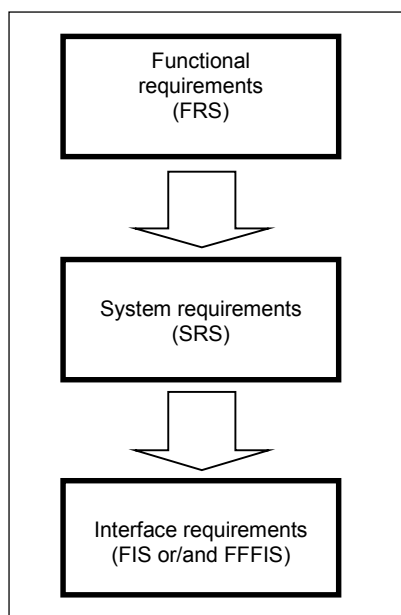 Functional
requirements
(FRS)
System requirements
(SRS)
Interface requirements
(FIS or/and FFFIS)